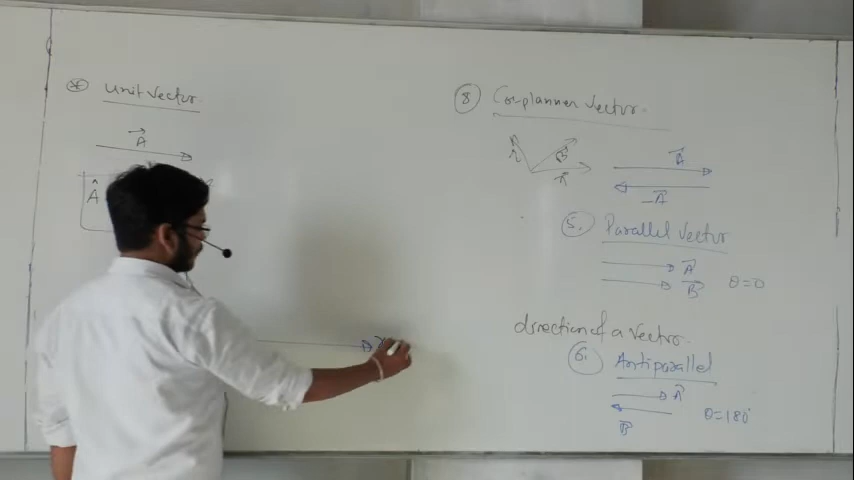 * Unit Vector
A
Â
8 Co-planner Vector.
A B A A
-A
5. Parallel Vector
A
B θ=0
direction of a Vector.
6. Antiparallel
A
B θ=180°
X